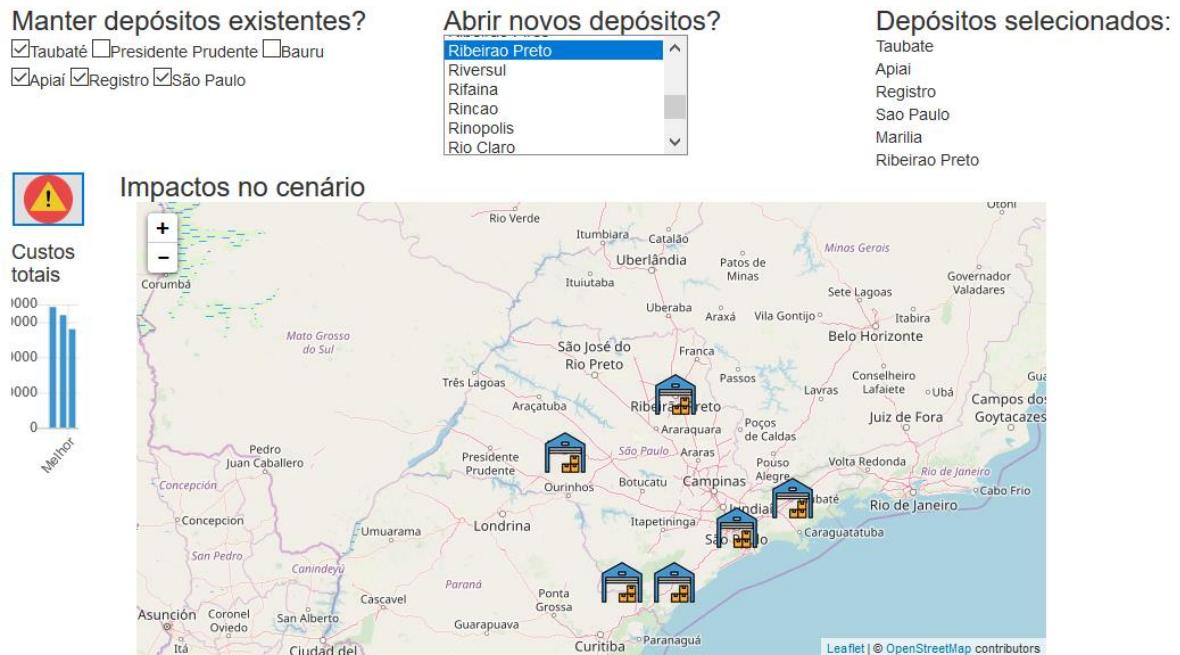 Manter depósitos existentes?
Taubaté Presidente Prudente Bauru
Apiaí Registro São Paulo
Abrir novos depósitos?
Ribeirao Preto
Riversul
Rifaina
Rincao
Rinopolis
Rio Claro
Depósitos selecionados:
Taubate
Apiai
Registro
Sao Paulo
Marilia
Ribeirao Preto
Impactos no cenário
Custos
totais
0
Melhor
+
−
Rio Verde
Itumbiara
Catalão
Uberlândia
Patos de
Minas
Minas Gerais
Governador
Valadares
Corumbá
Ituiutaba
Sete Lagoas
Uberaba
Araxá
Vila Gontijo
Itabira
Belo Horizonte
Mato Grosso
do Sul
São José do
Rio Preto
Franca
Passos
Conselheiro
Lafaiete
Ubá
Três Lagoas
Lavras
Campos dos
Goytacazes
Araçatuba
Juiz de Fora
Araraquara
Poços
de Caldas
Pedro
Juan Caballero
Presidente
Prudente
São Paulo
Araras
Pouso
Alegre
Volta Redonda
Rio de Janeiro
Concepción
Ourinhos
Botucatu
Campinas
Cabo Frio
Rio de Janeiro
Concepcion
Umuarama
Londrina
Itapetininga
Caraguatatuba
San Pedro
Canindeyú
Paraná
Cascavel
Ponta
Grossa
Asunción
Coronel
Oviedo
San Alberto
Guarapuava
Curitiba
Paranaguá
Itá
Ciudad del
Leaflet | © OpenStreetMap contributors